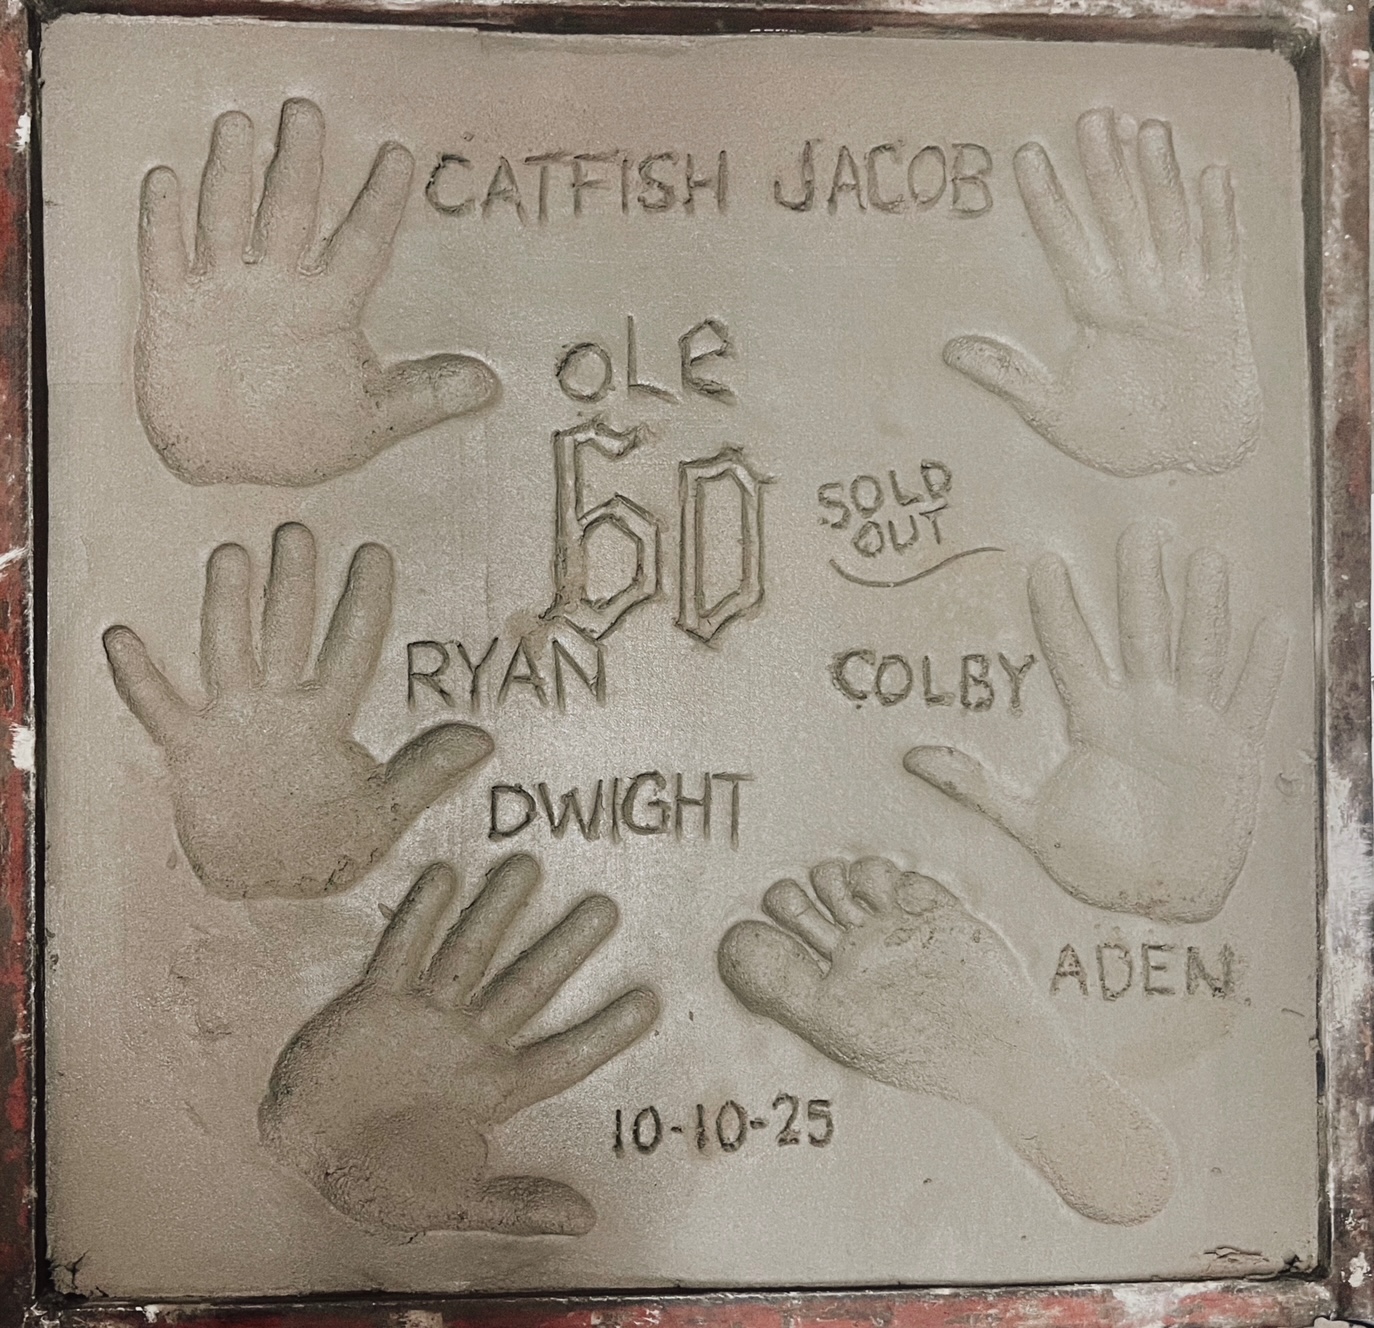 CATFISH JACOB
OLE
60
SOLD
OUT
RYAN
COLBY
DWIGHT
ADEN
10-10-25